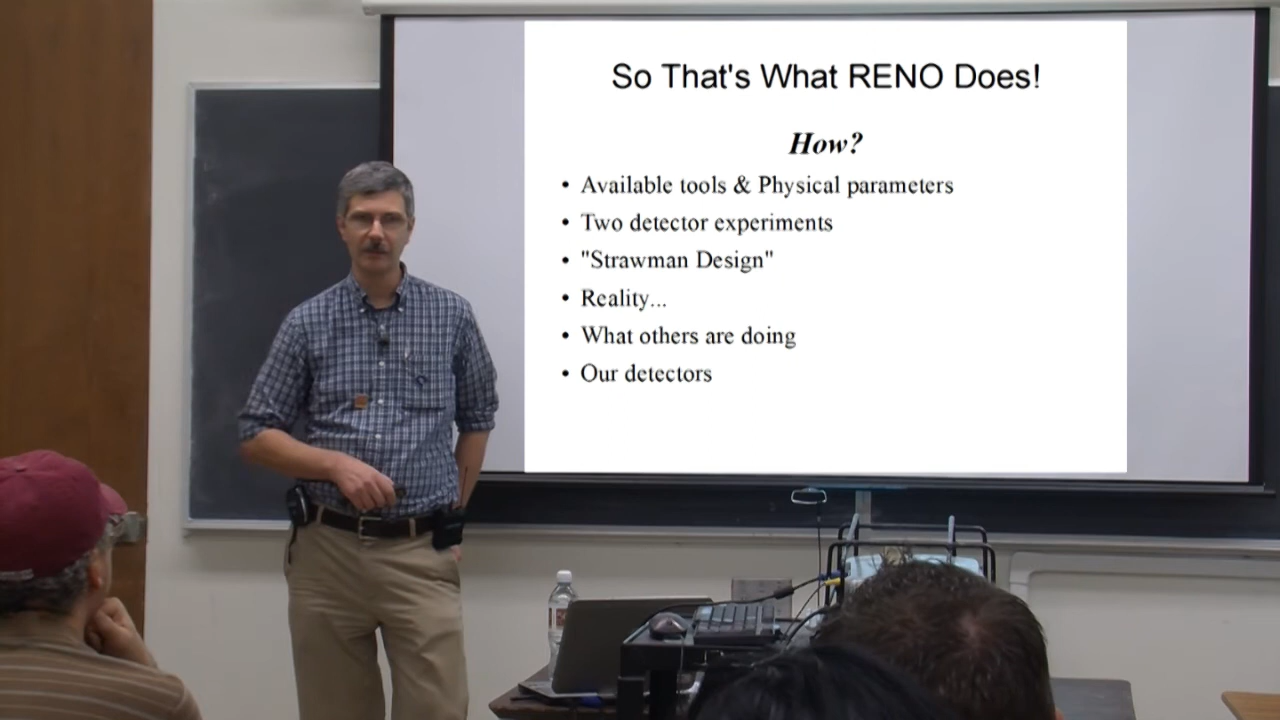 So That's What RENO Does!
How?
• Available tools & Physical parameters
• Two detector experiments
• "Strawman Design"
• Reality...
• What others are doing
• Our detectors